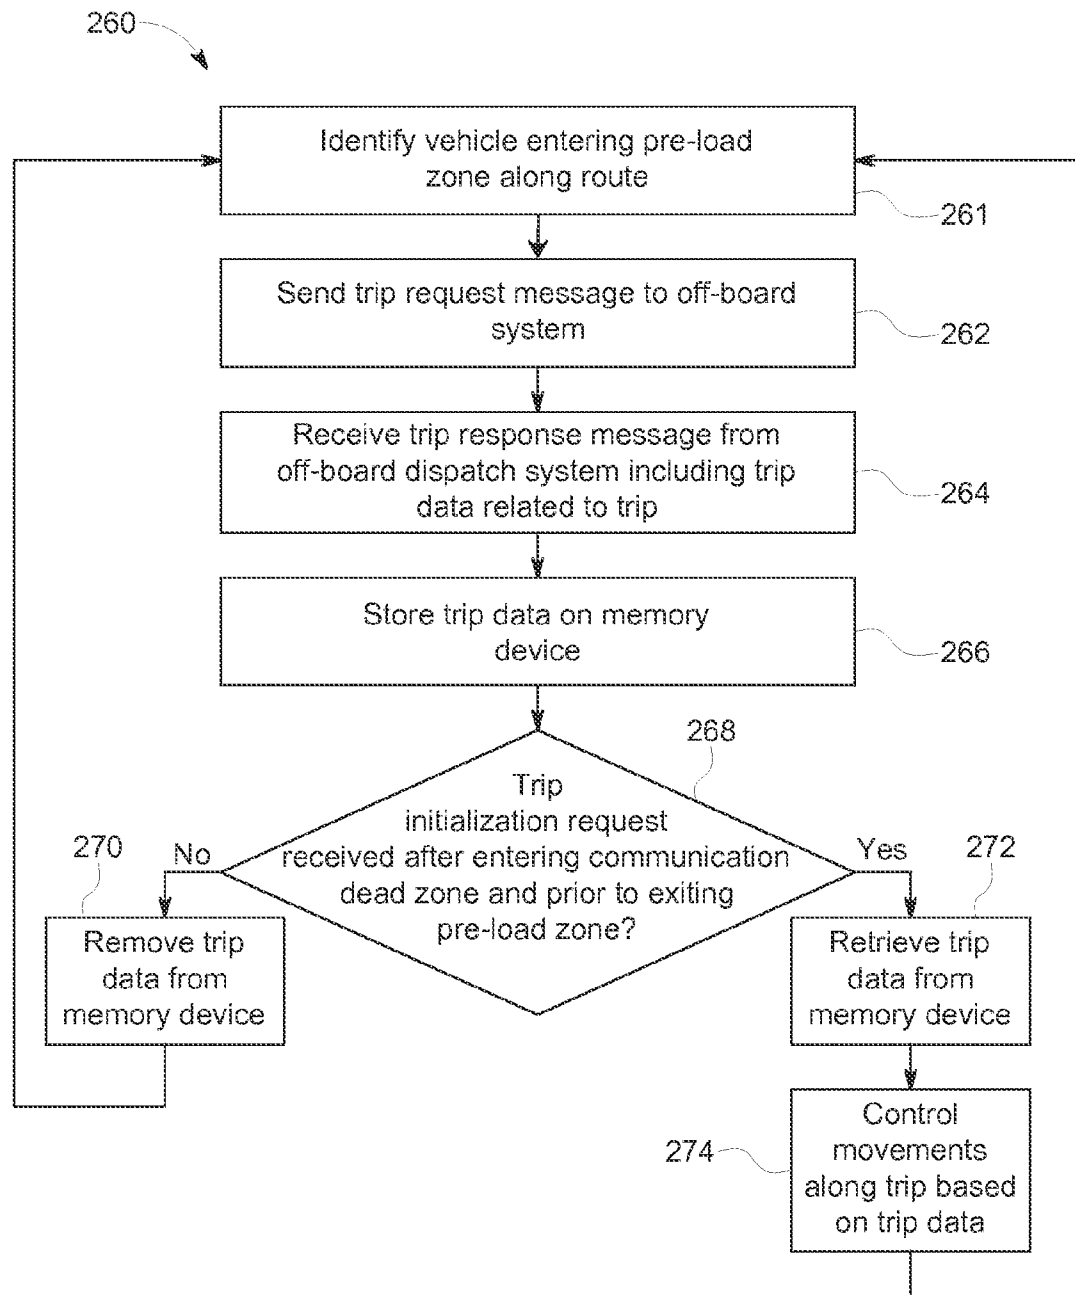 260
Identify vehicle entering pre-load
zone along route
261
Send trip request message to off-board
system
262
Receive trip response message from
off-board dispatch system including trip
data related to trip
264
Store trip data on memory
device
266
268
Trip
initialization request
received after entering communication
dead zone and prior to exiting
pre-load zone?
No
Yes
270
Remove trip
data from
memory device
272
Retrieve trip
data from
memory device
274
Control
movements
along trip based
on trip data